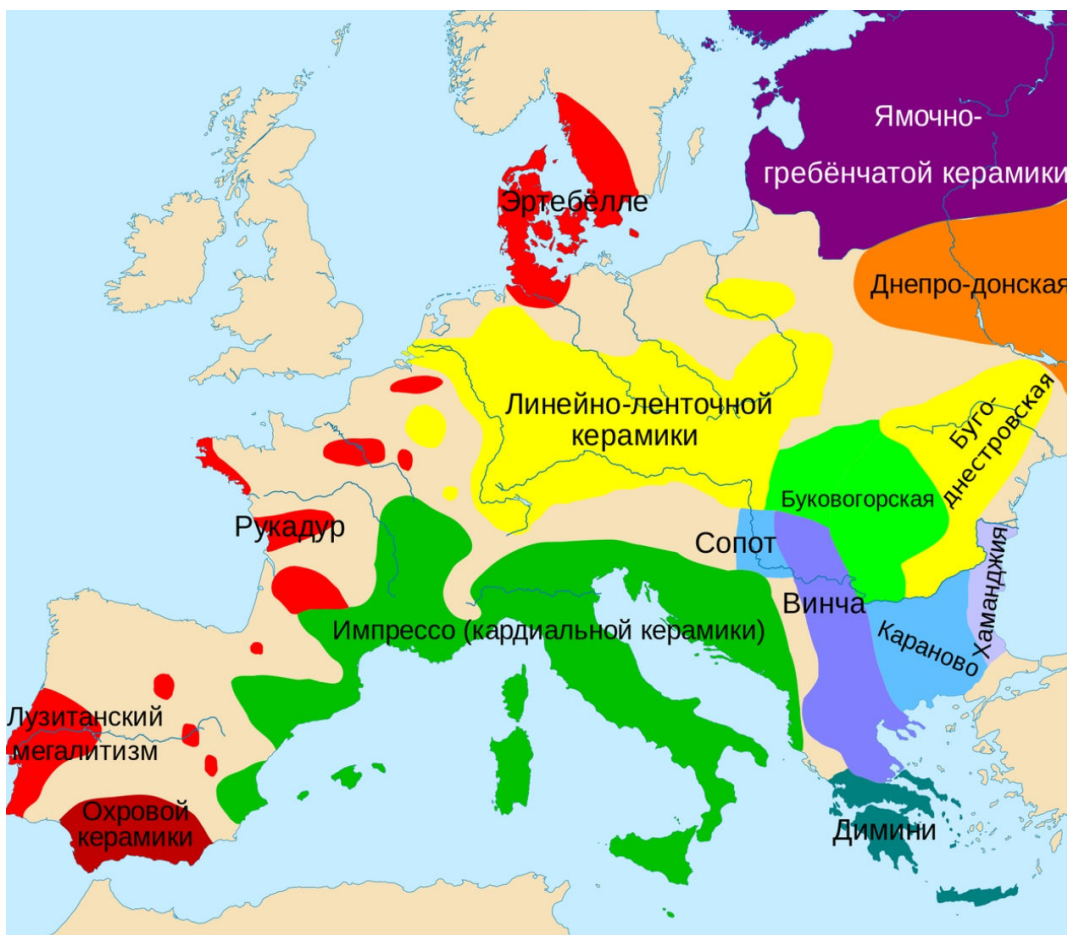 Ямочно-
гребёнчатой керамики
Эртебёлле
Днепро-донская
Линейно-ленточной
керамики
Буго-
днестровская
Буковогорская
Рукадур
Сопот
Хаманджия
Винча
Импрессо (кардиальной керамики)
Караново
Лузитанский
мегалитизм
Охровой
керамики
Димини